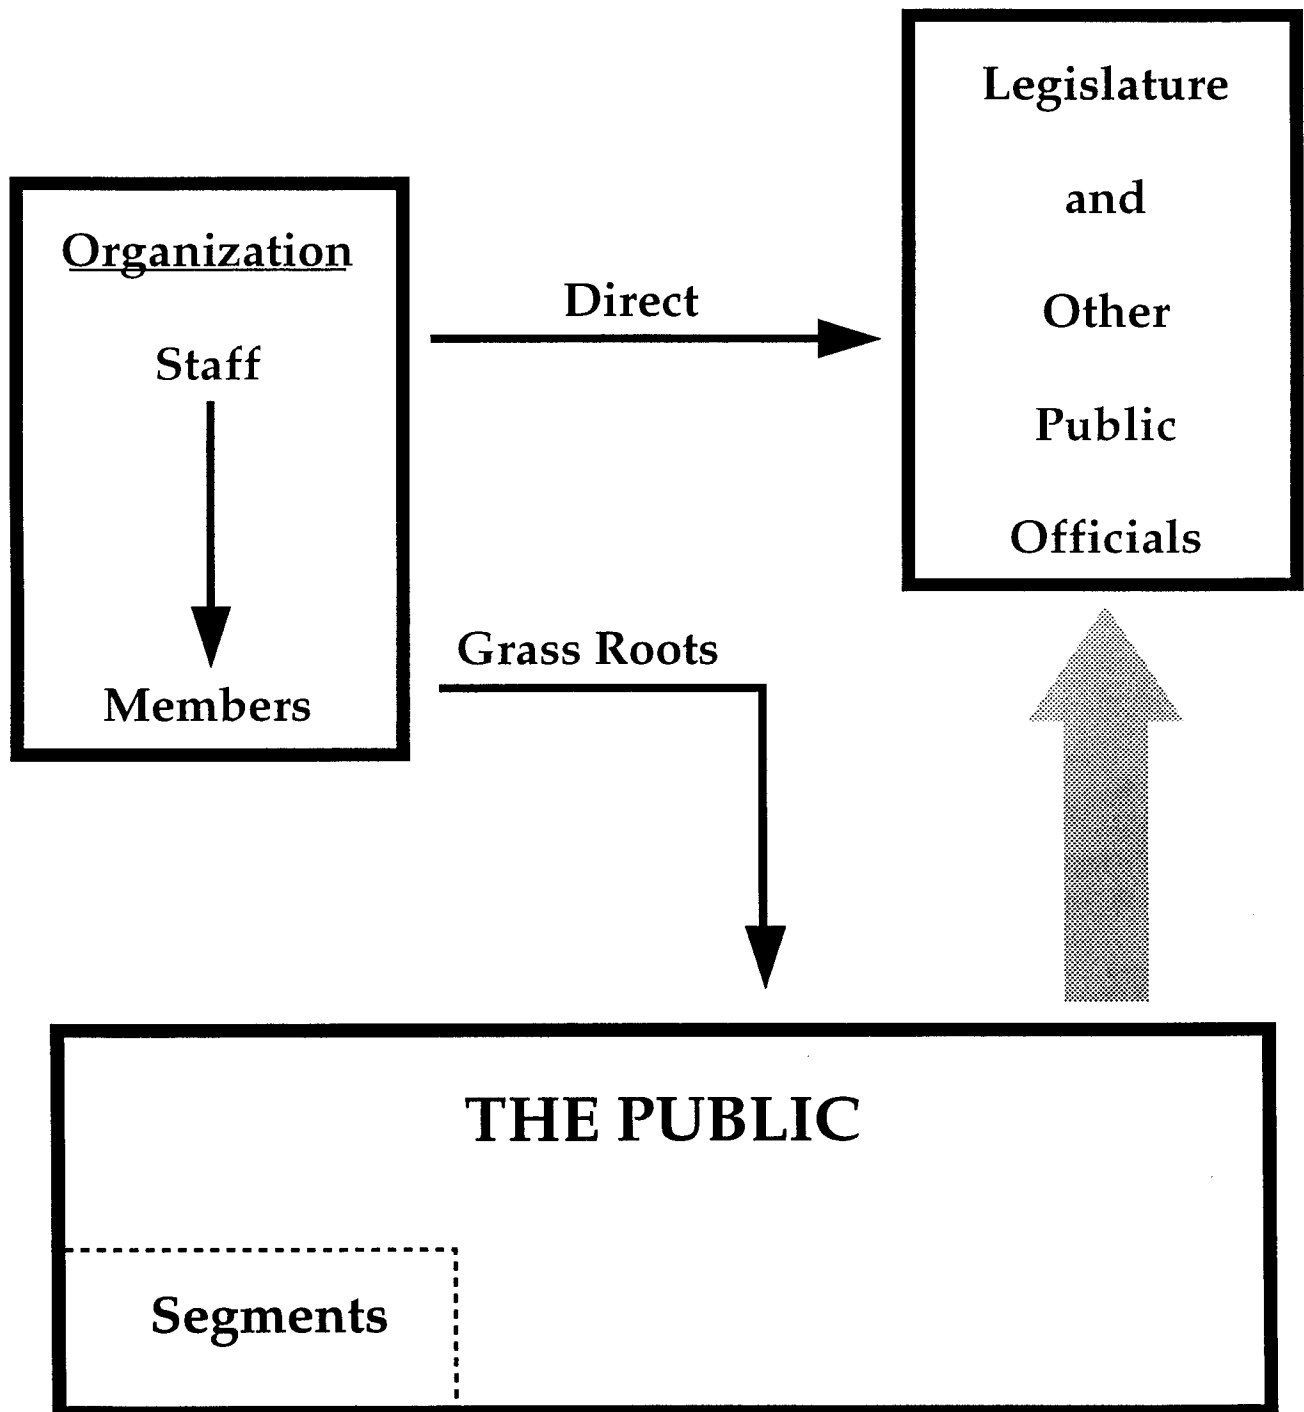 Organization
Staff
Members
Direct
Grass Roots
Legislature
and
Other
Public
Officials
THE PUBLIC
Segments